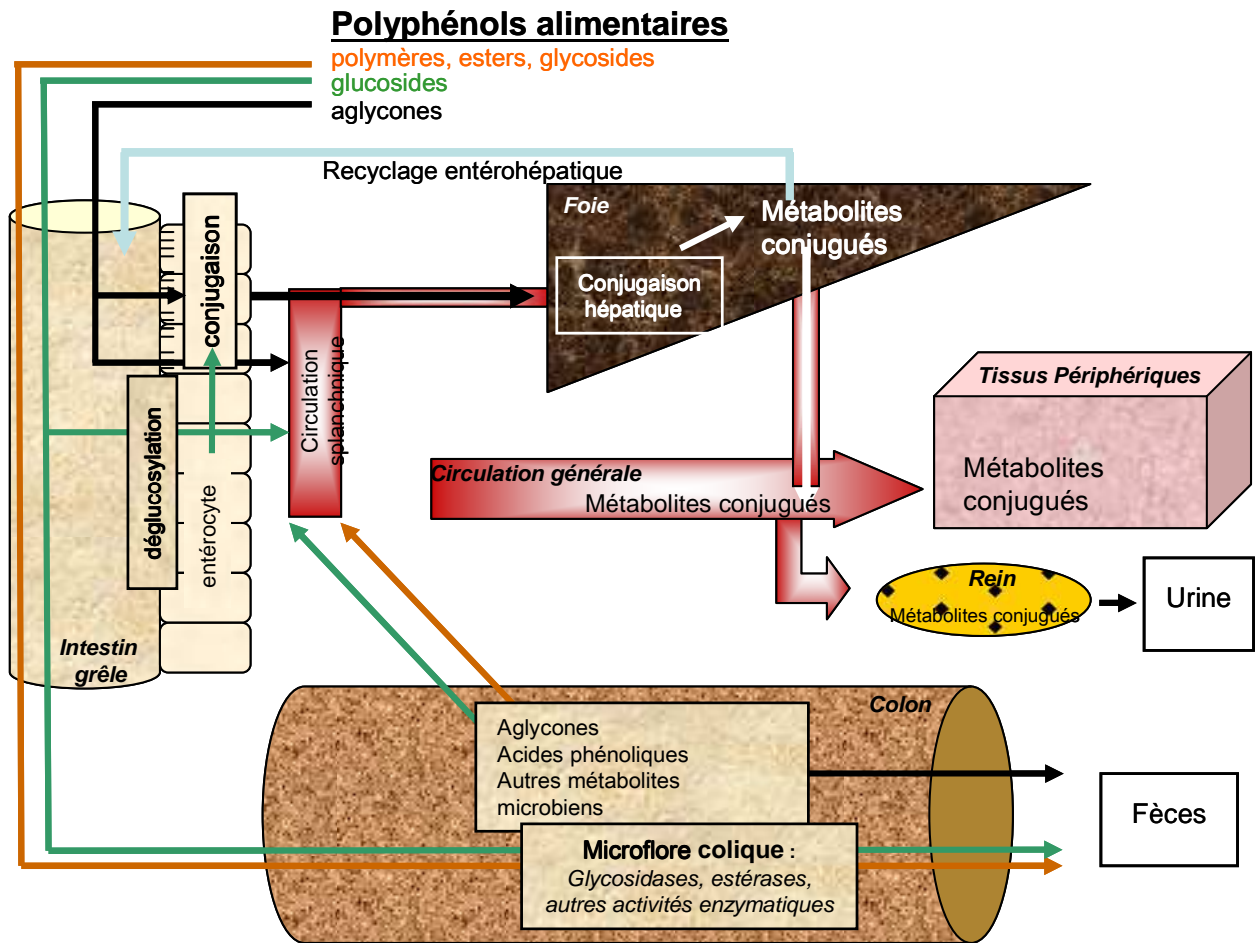 Polyphénols alimentaires
polymères, esters, glycosides
glucosides
aglycones
Recyclage entérohépatique
Foie
Métabolites
conjugués
Conjugaison
hépatique
conjugaison
Circulation
splanchnique
déglucosylation
entérocyte
Intestin
grêle
Tissus Périphériques
Métabolites
conjugués
Circulation générale
Métabolites conjugués
Rein
Métabolites conjugués
Urine
Colon
Aglycones
Acides phénoliques
Autres métabolites
microbiens
Fèces
Microflore colique :
Glycosidases, estérases,
autres activités enzymatiques